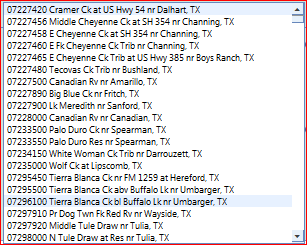 07227420 Cramer Ck at US Hwy 54 nr Dalhart, TX
07227456 Middle Cheyenne Ck at SH 354 nr Channing, TX
07227458 E Cheyenne Ck at SH 354 nr Channing, TX
07227460 E Fk Cheyenne Ck Trib nr Channing, TX
07227465 E Cheyenne Ck Trib at US Hwy 385 nr Boys Ranch, TX
07227480 Tecovas Ck Trib nr Bushland, TX
07227500 Canadian Rv nr Amarillo, TX
07227890 Big Blue Ck nr Fritch, TX
07227900 Lk Meredith nr Sanford, TX
07228000 Canadian Rv nr Canadian, TX
07233500 Palo Duro Ck nr Spearman, TX
07233550 Palo Duro Res nr Spearman, TX
07234150 White Woman Ck Trib nr Darrouzett, TX
07235000 Wolf Ck at Lipscomb, TX
07295450 Tierra Blanca Ck nr FM 1259 at Hereford, TX
07295500 Tierra Blanca Ck abv Buffalo Lk nr Umbarger, TX
07296100 Tierra Blanca Ck bl Buffalo Lk nr Umbarger, TX
07297910 Pr Dog Twn Fk Red Rv nr Wayside, TX
07297920 Middle Tule Draw nr Tulia, TX
07298000 N Tule Draw at Res nr Tulia, TX